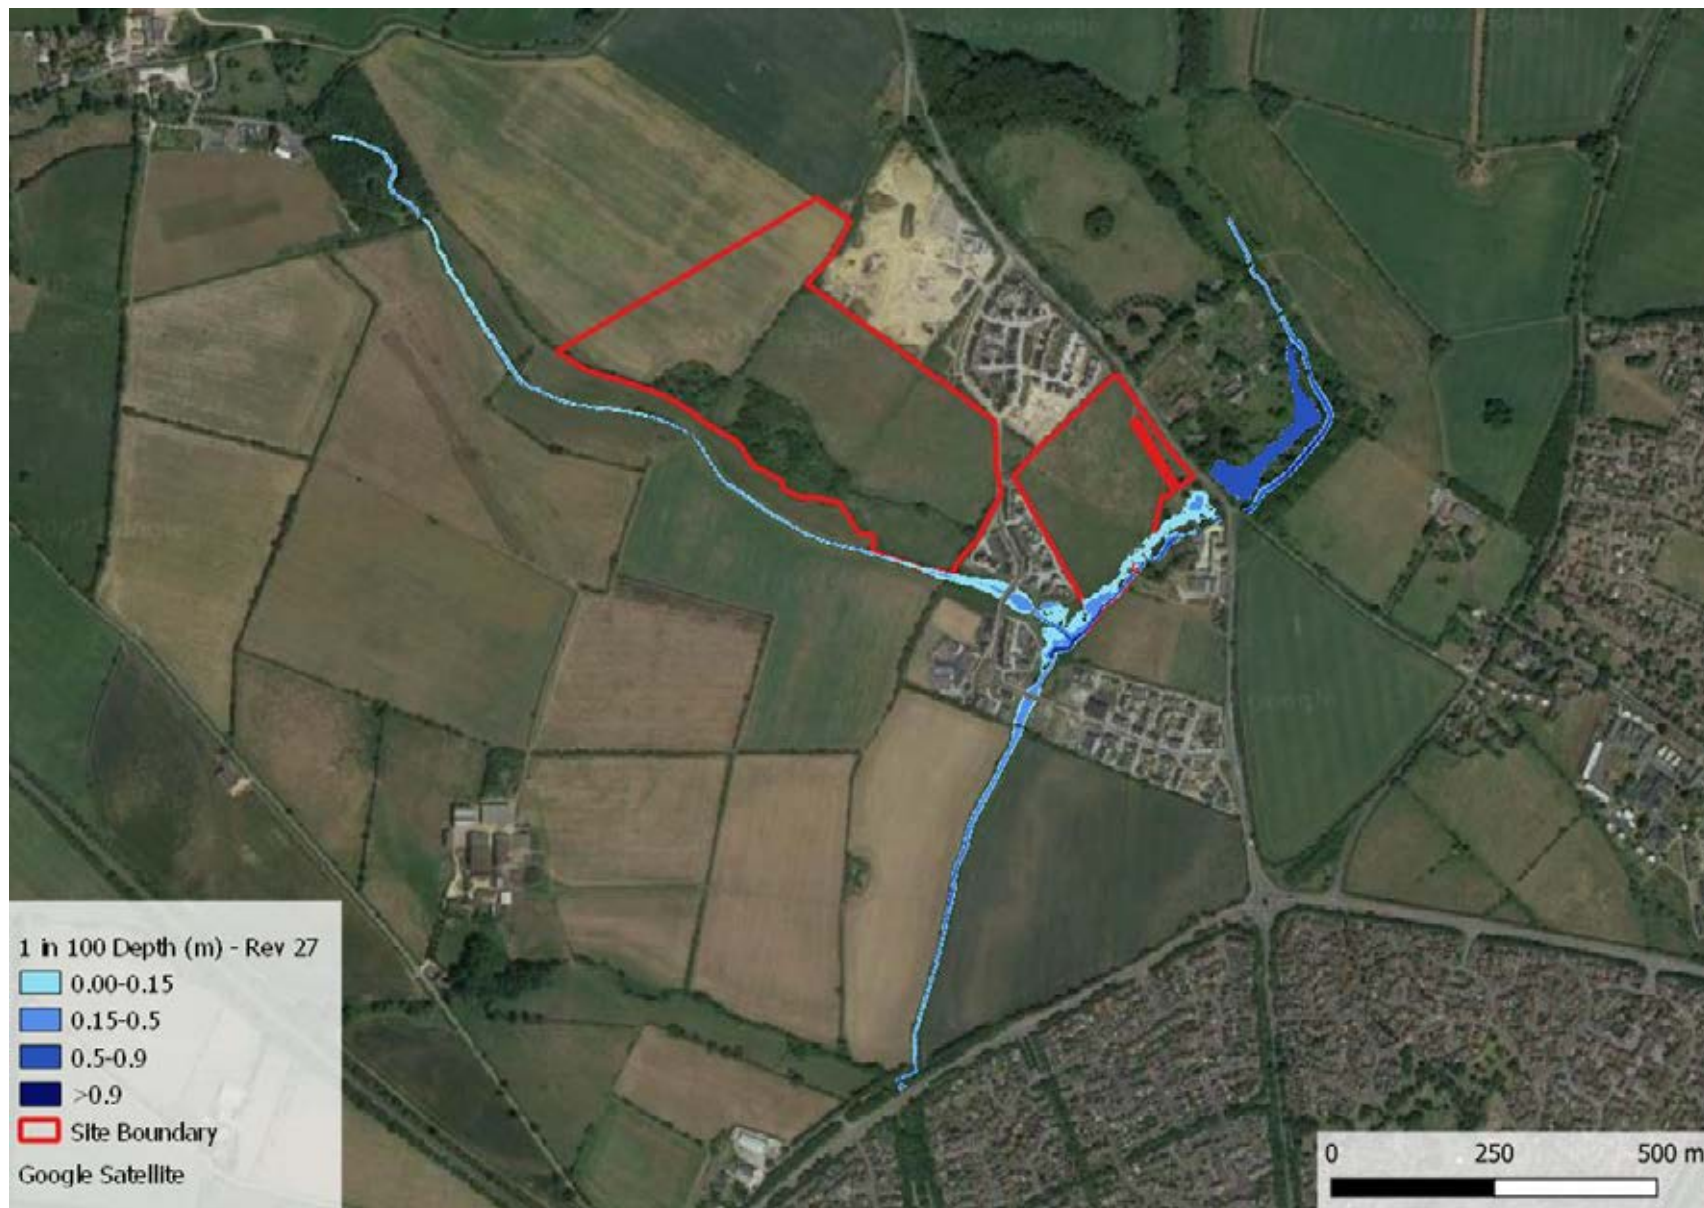 1 in 100 Depth (m) - Rev 27
0.00-0.15
0.15-0.5
0.5-0.9
>0.9
Site Boundary
Google Satellite
0 250 500 m